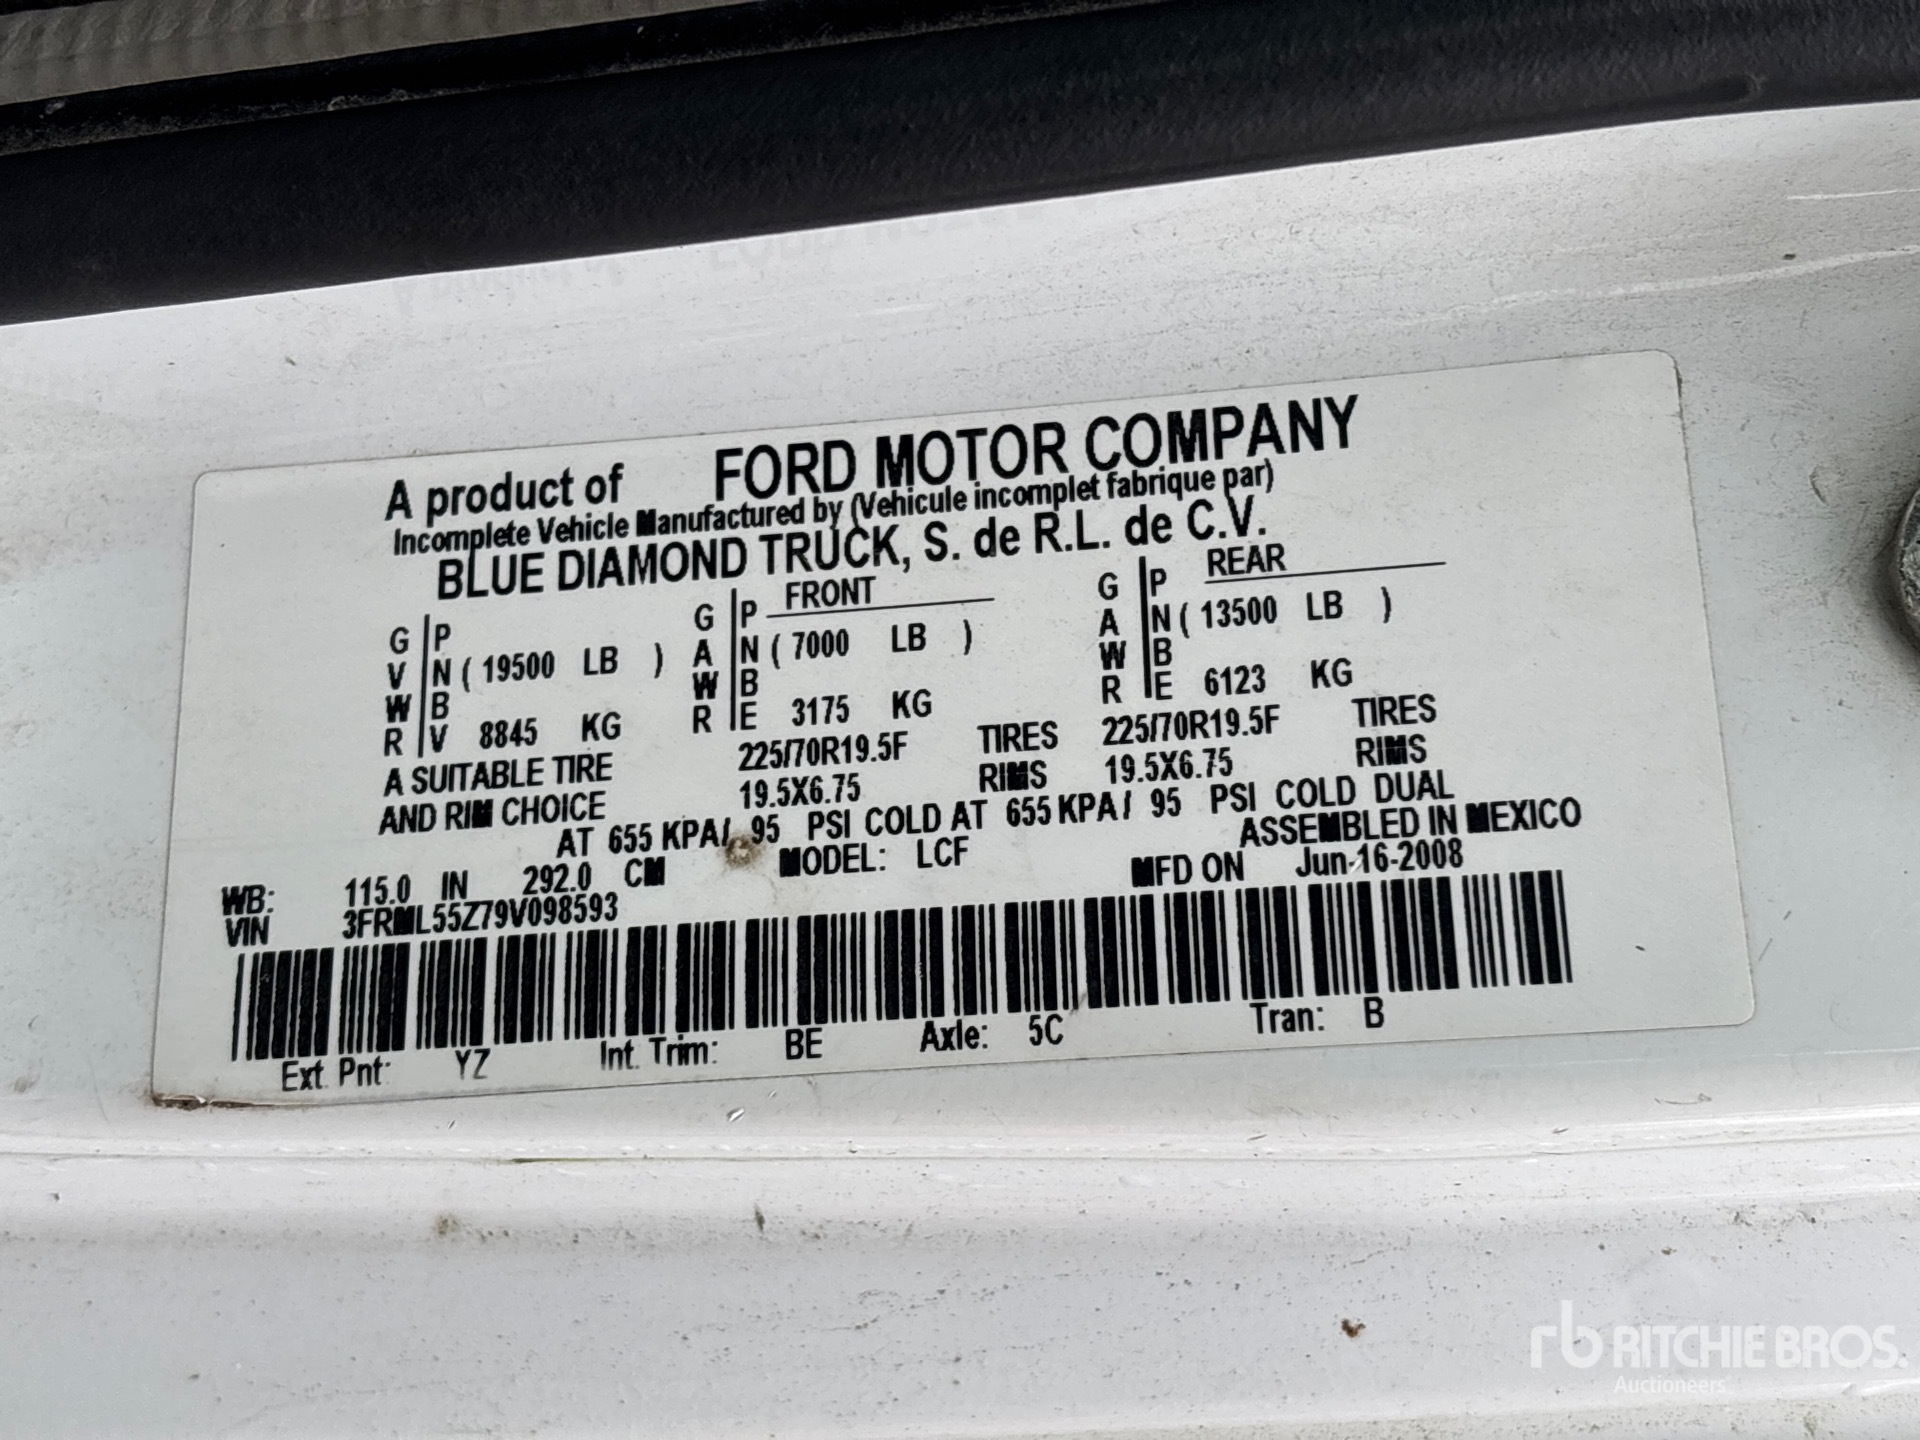 A product of FORD MOTOR COMPANY
Incomplete Vehicle Manufactured by (Vehicule incomplet fabrique par)
BLUE DIAMOND TRUCK, S. de R.L. de C.V.
G P G P FRONT G P REAR
V N ( 19500 LB ) A N ( 7000 LB ) A N ( 13500 LB )
W B W B W B
R V 8845 KG R E 3175 KG R E 6123 KG
A SUITABLE TIRE 225/70R19.5F TIRES 225/70R19.5F TIRES
AND RIM CHOICE 19.5X6.75 RIMS 19.5X6.75 RIMS
AT 655 KPA/ 95 PSI COLD AT 655 KPA/ 95 PSI COLD DUAL
ASSEMBLED IN MEXICO
WB: 115.0 IN 292.0 CM MODEL: LCF MFD ON Jun-16-2008
VIN 3FRML55Z79V098593
Ext. Pnt: YZ Int. Trim: BE Axle: 5C Tran: B
rb RITCHIE BROS.
Auctioneers